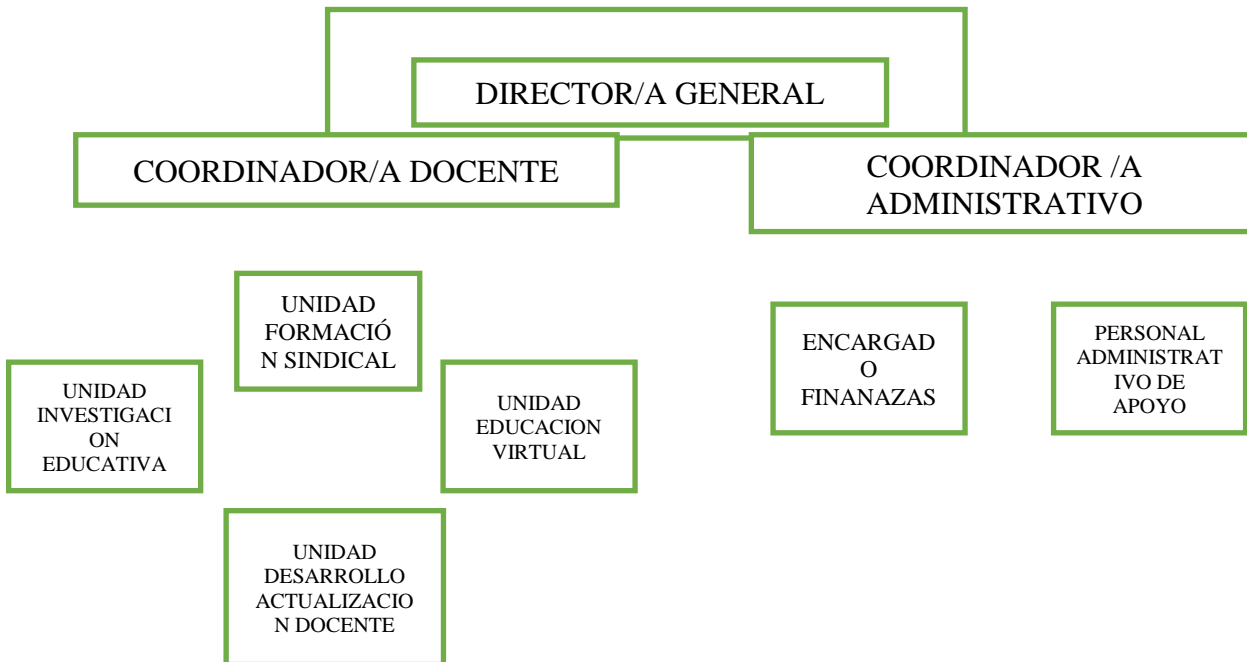 DIRECTOR/A GENERAL
COORDINADOR/A DOCENTE
COORDINADOR /A
ADMINISTRATIVO
UNIDAD
FORMACIÓ
N SINDICAL
UNIDAD
INVESTIGACI
ON
EDUCATIVA
UNIDAD
EDUCACION
VIRTUAL
UNIDAD
DESARROLLO
ACTUALIZACIO
N DOCENTE
ENCARGAD
O
FINANAZAS
PERSONAL
ADMINISTRAT
IVO DE
APOYO